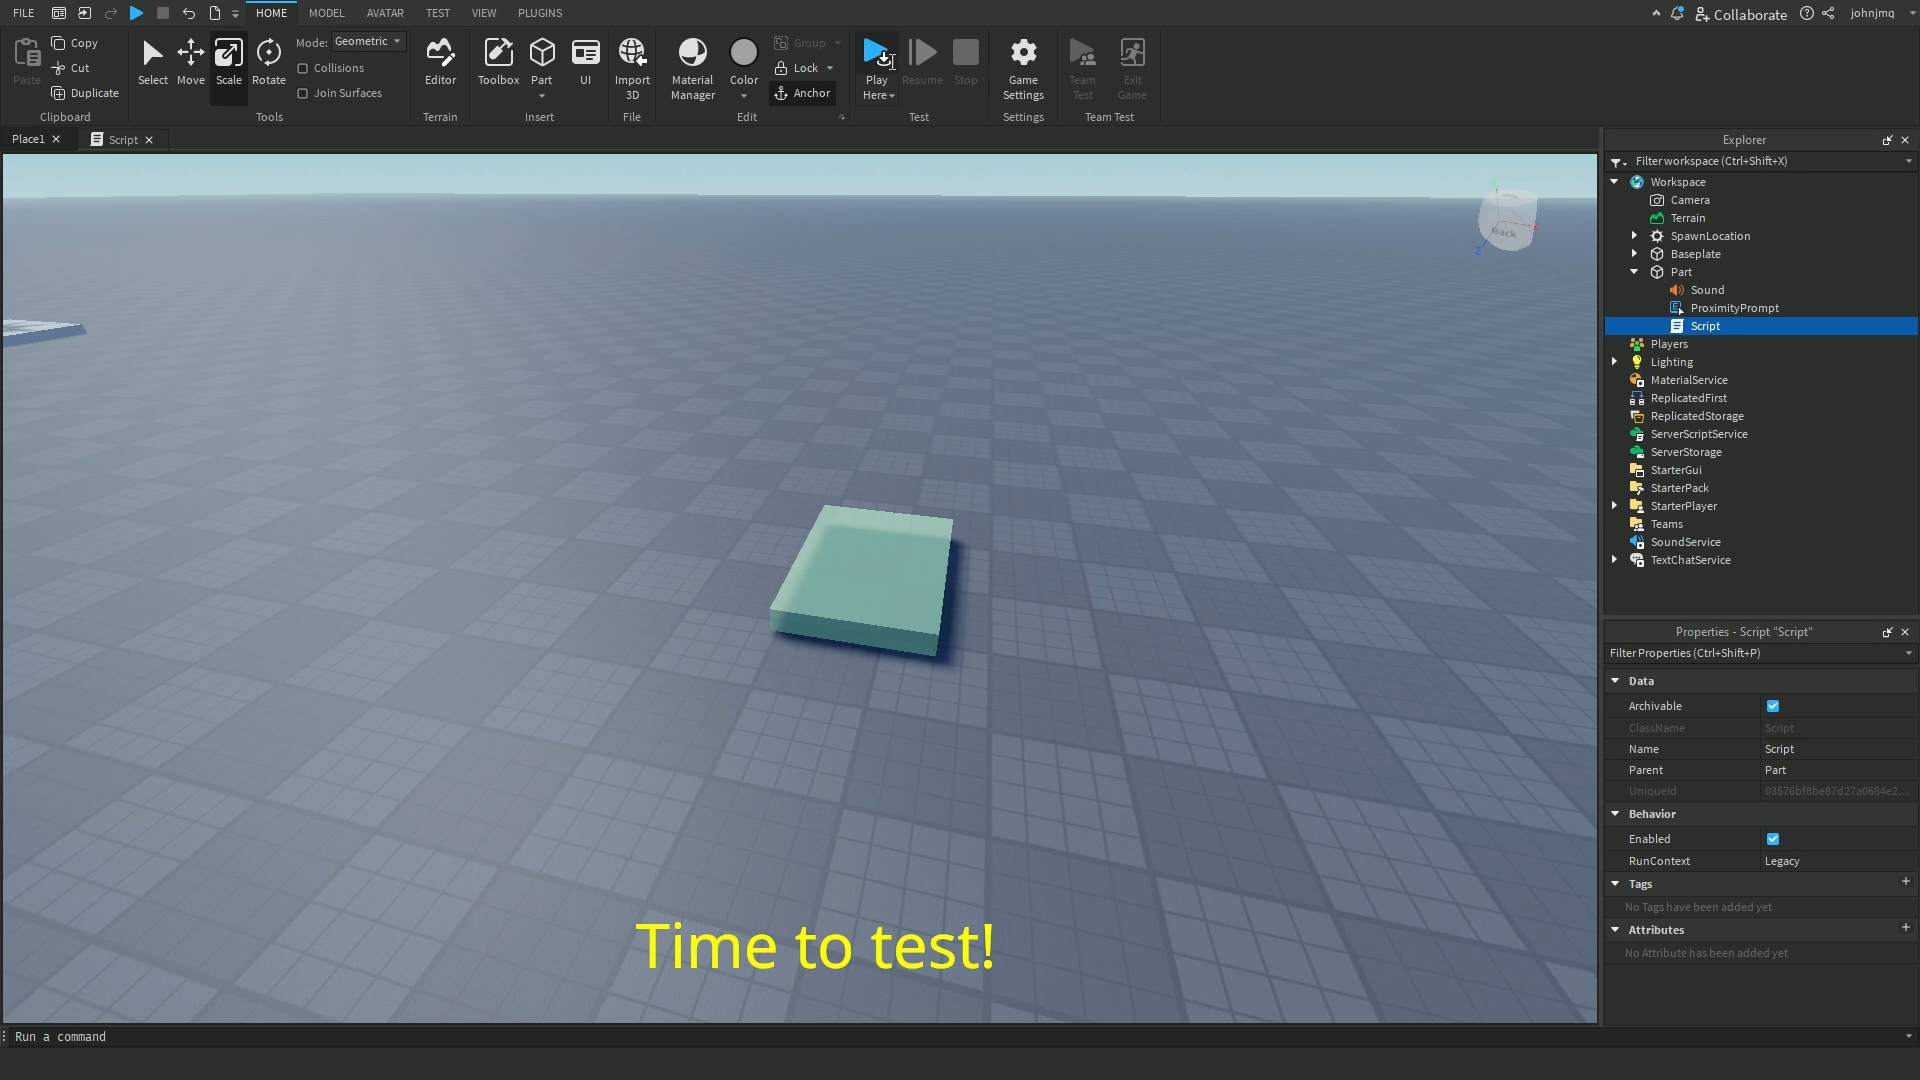 FILE HOME MODEL AVATAR TEST VIEW PLUGINS Collaborate johnjmq
Paste Copy Cut Duplicate Clipboard
Select Move Scale Rotate Mode: Geometric Collisions Join Surfaces Tools
Editor Terrain
Toolbox Part UI Insert
Import 3D File
Material Manager Color Group Lock Anchor Edit
Play Here Resume Stop Test
Game Settings Settings
Team Test Exit Game Team Test
Place1 Script
Back
Z
Time to test!
Explorer
Filter workspace (Ctrl+Shift+X)
Workspace
Camera
Terrain
SpawnLocation
Baseplate
Part
Sound
ProximityPrompt
Script
Players
Lighting
MaterialService
ReplicatedFirst
ReplicatedStorage
ServerScriptService
ServerStorage
StarterGui
StarterPack
StarterPlayer
Teams
SoundService
TextChatService
Properties - Script "Script"
Filter Properties (Ctrl+Shift+P)
Data
Archivable
ClassName Script
Name Script
Parent Part
UniqueId 03576bf8be87d27a0684e2...
Behavior
Enabled
RunContext Legacy
Tags
No Tags have been added yet
Attributes
No Attribute has been added yet
Run a command